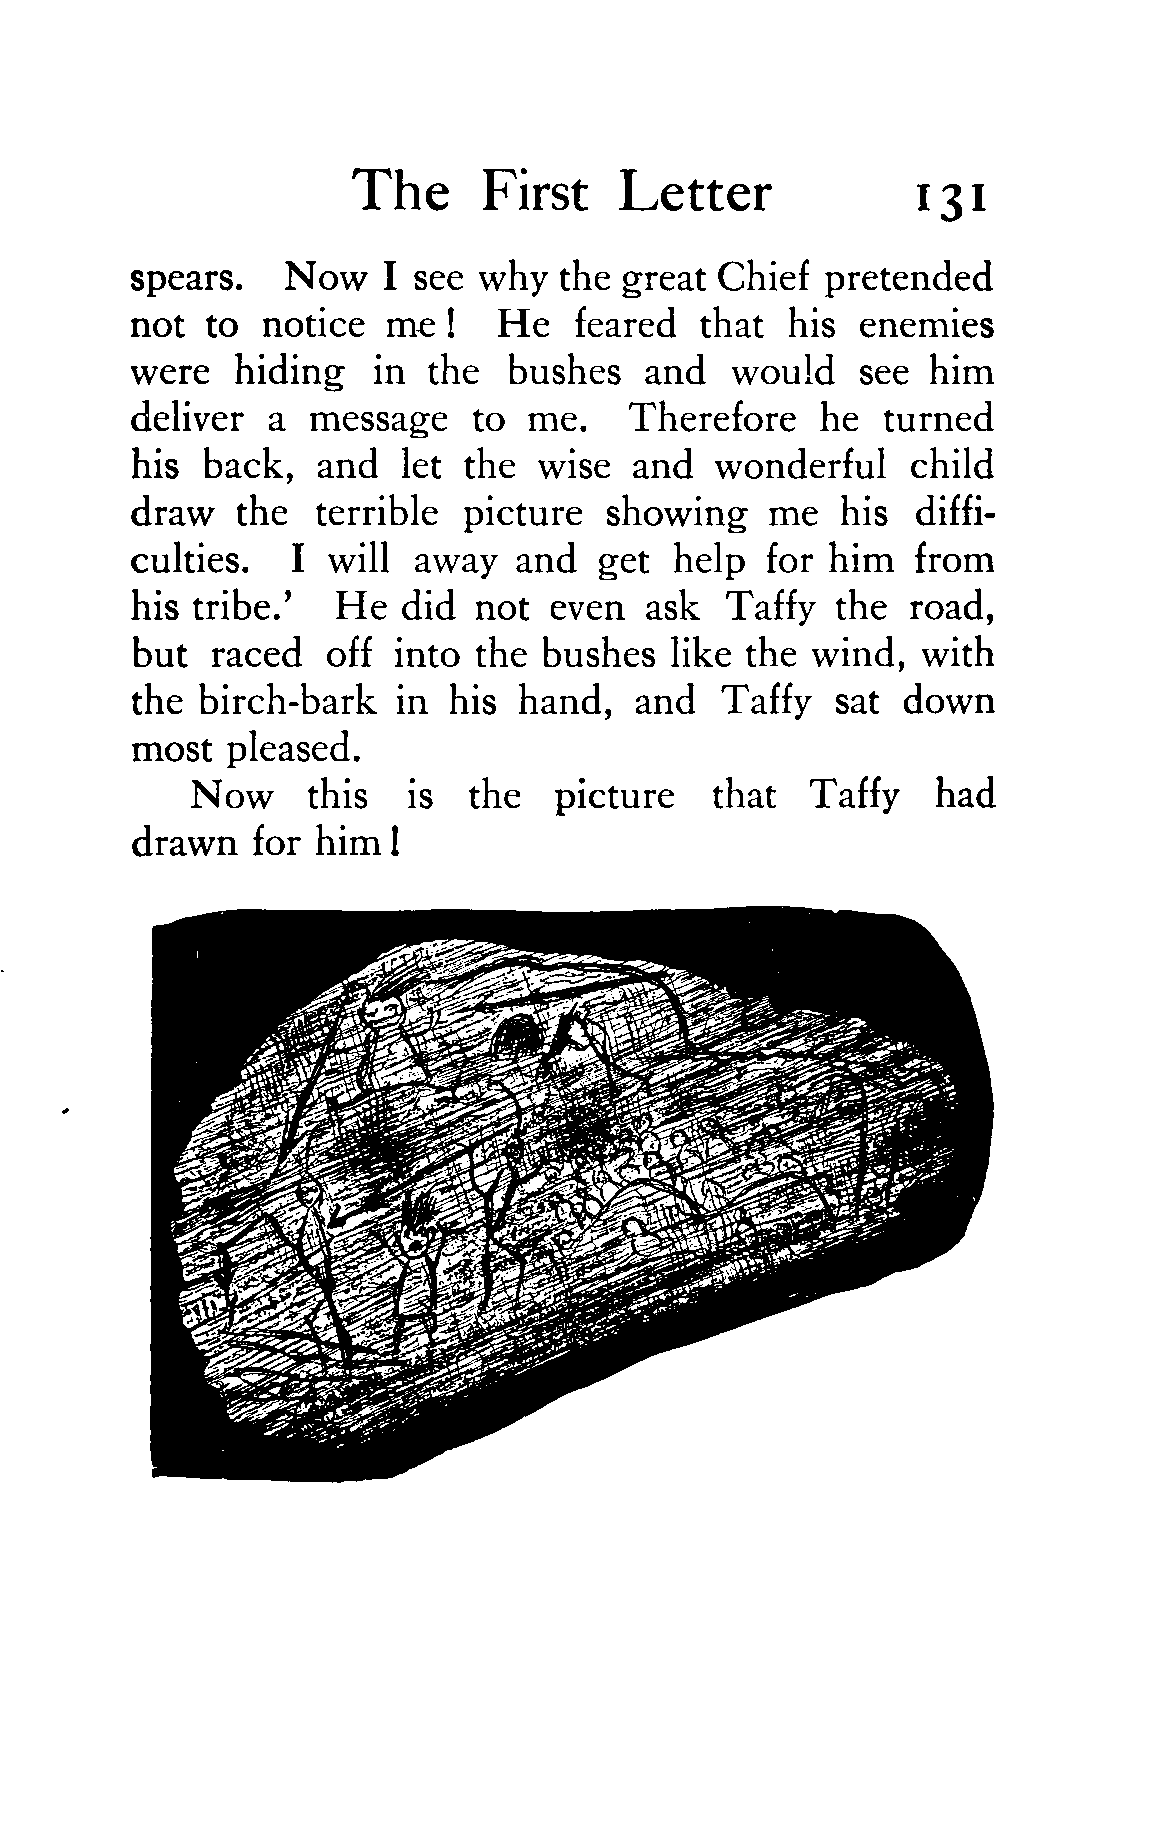 The First Letter 131
spears. Now I see why the great Chief pretended
not to notice me! He feared that his enemies
were hiding in the bushes and would see him
deliver a message to me. Therefore he turned
his back, and let the wise and wonderful child
draw the terrible picture showing me his diffi-
culties. I will away and get help for him from
his tribe.’ He did not even ask Taffy the road,
but raced off into the bushes like the wind, with
the birch-bark in his hand, and Taffy sat down
most pleased.
Now this is the picture that Taffy had
drawn for him!